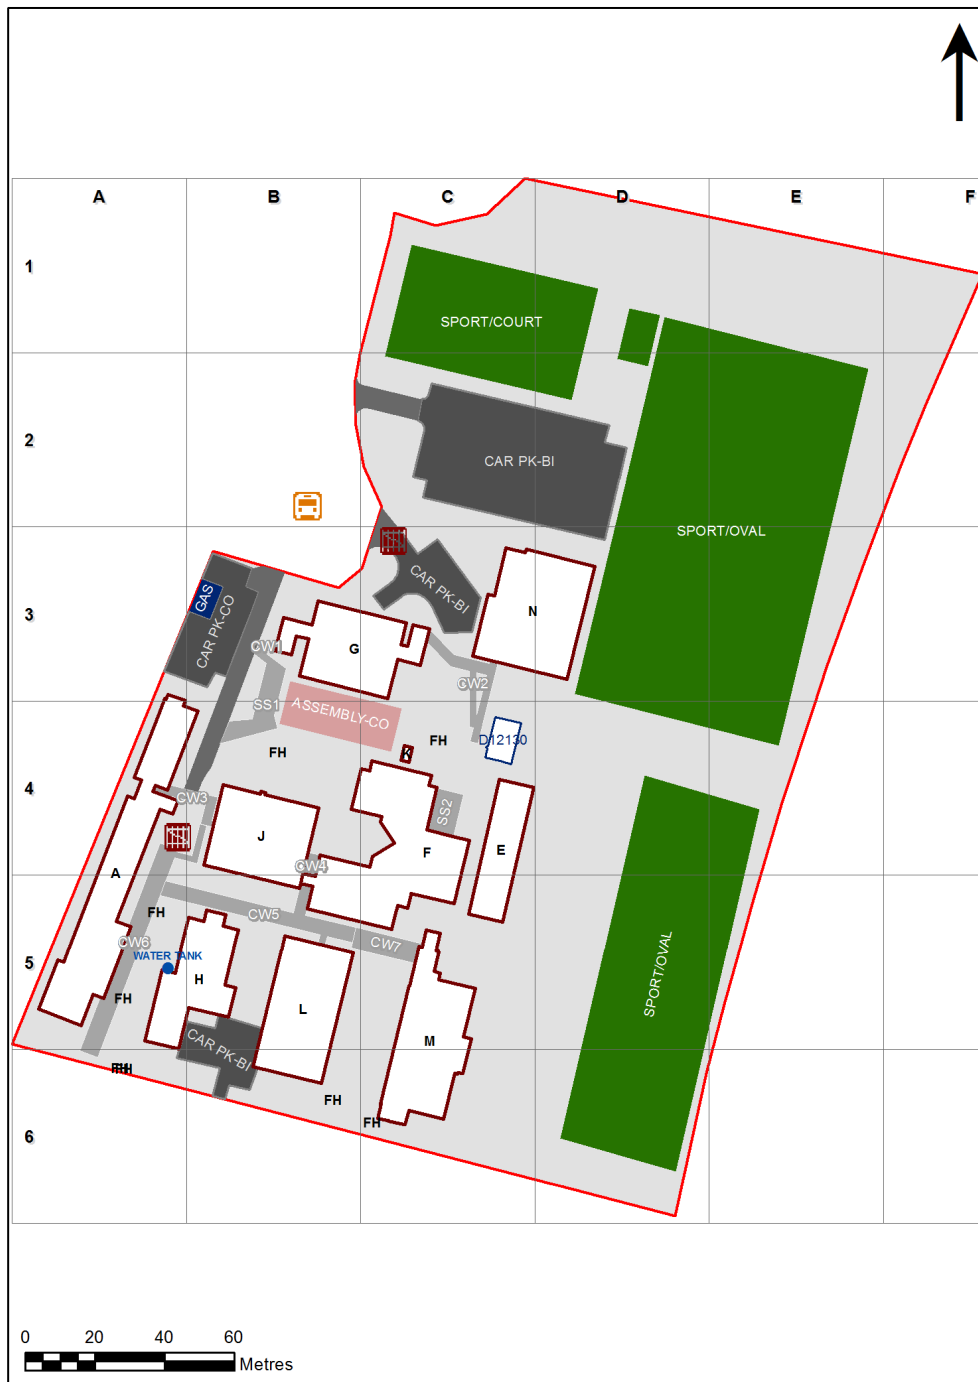 A B C D E F
1
SPORT/COURT
2
CAR PK-BI
SPORT/OVAL
CAR PK-BI
GAS
CAR PK-CO
3
N
CW1
G
CW2
SS1
ASSEMBLY-CO
FH
FH
K
D12130
4
CW3
SS2
J
F
E
CW4
A
FH
CW5
CW6
CW7
WATER TANK
5
H
FH
L
SPORT/OVAL
M
CAR PK-BI
FH
FH
FH
6
0 20 40 60
Metres